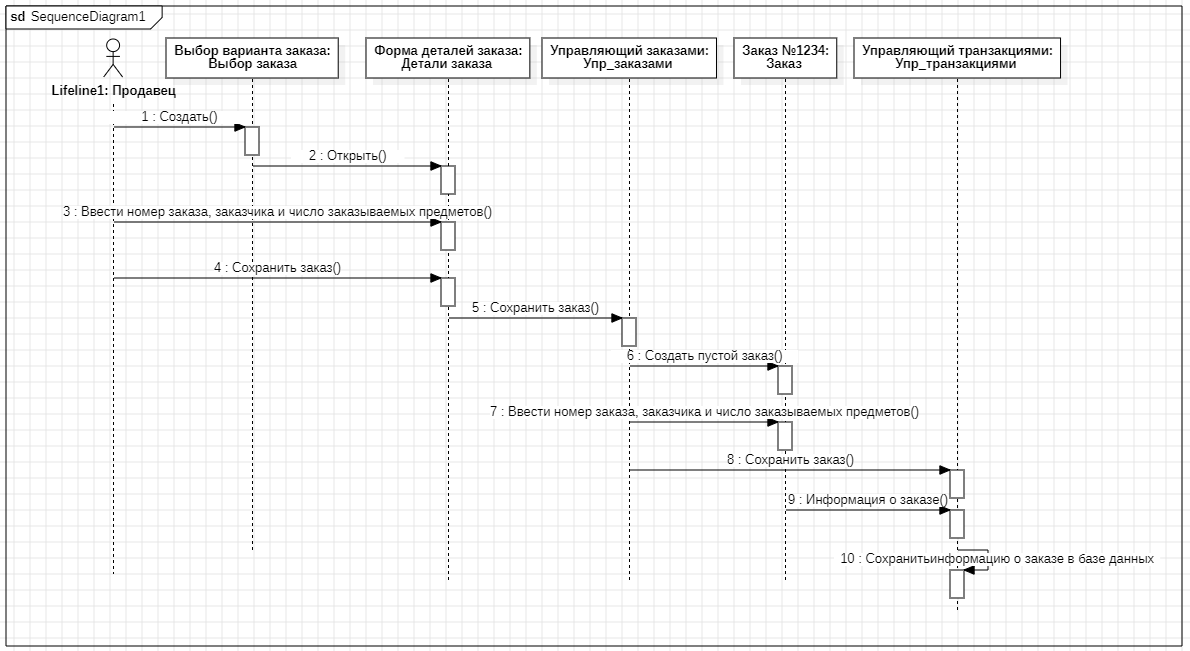 sd SequenceDiagram1
Lifeline1: Продавец
Выбор варианта заказа:
Выбор заказа
Форма деталей заказа:
Детали заказа
Управляющий заказами:
Упр_заказами
Заказ №1234:
Заказ
Управляющий транзакциями:
Упр_транзакциями
1 : Создать()
2 : Открыть()
3 : Ввести номер заказа, заказчика и число заказываемых предметов()
4 : Сохранить заказ()
5 : Сохранить заказ()
6 : Создать пустой заказ()
7 : Ввести номер заказа, заказчика и число заказываемых предметов()
8 : Сохранить заказ()
9 : Информация о заказе()
10 : Сохранитьинформацию о заказе в базе данных